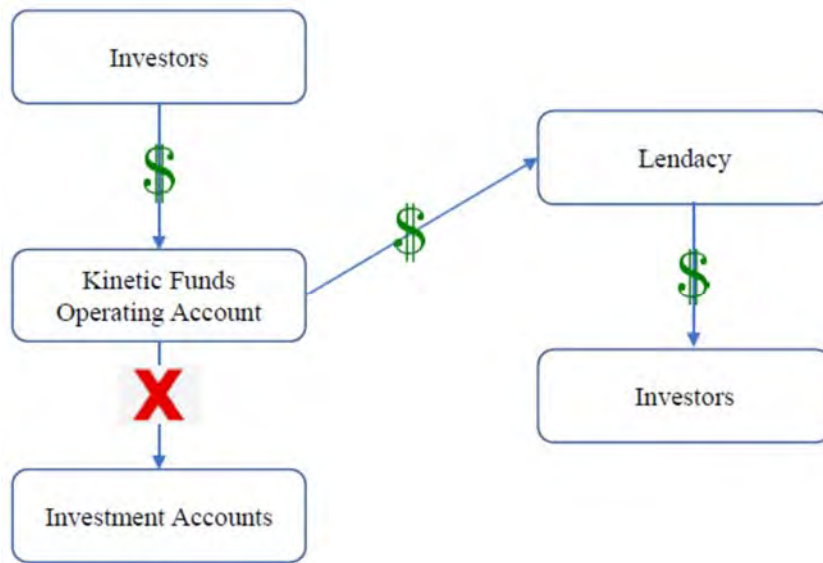 Investors
$
Kinetic Funds
Operating Account
X
Investment Accounts
$
Lendacy
$
Investors